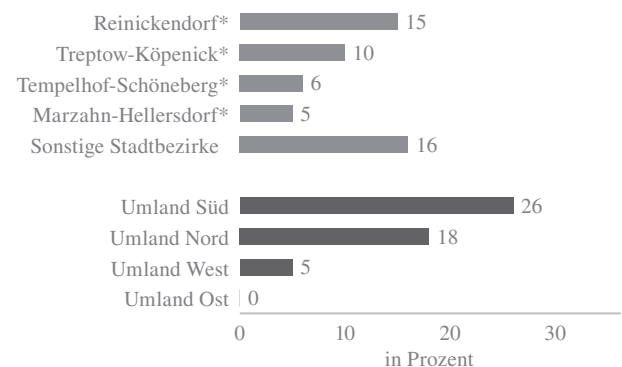 Reinickendorf* 15
Treptow-Köpenick* 10
Tempelhof-Schöneberg* 6
Marzahn-Hellersdorf* 5
Sonstige Stadtbezirke 16
Umland Süd 26
Umland Nord 18
Umland West 5
Umland Ost 0
0 10 20 30
in Prozent